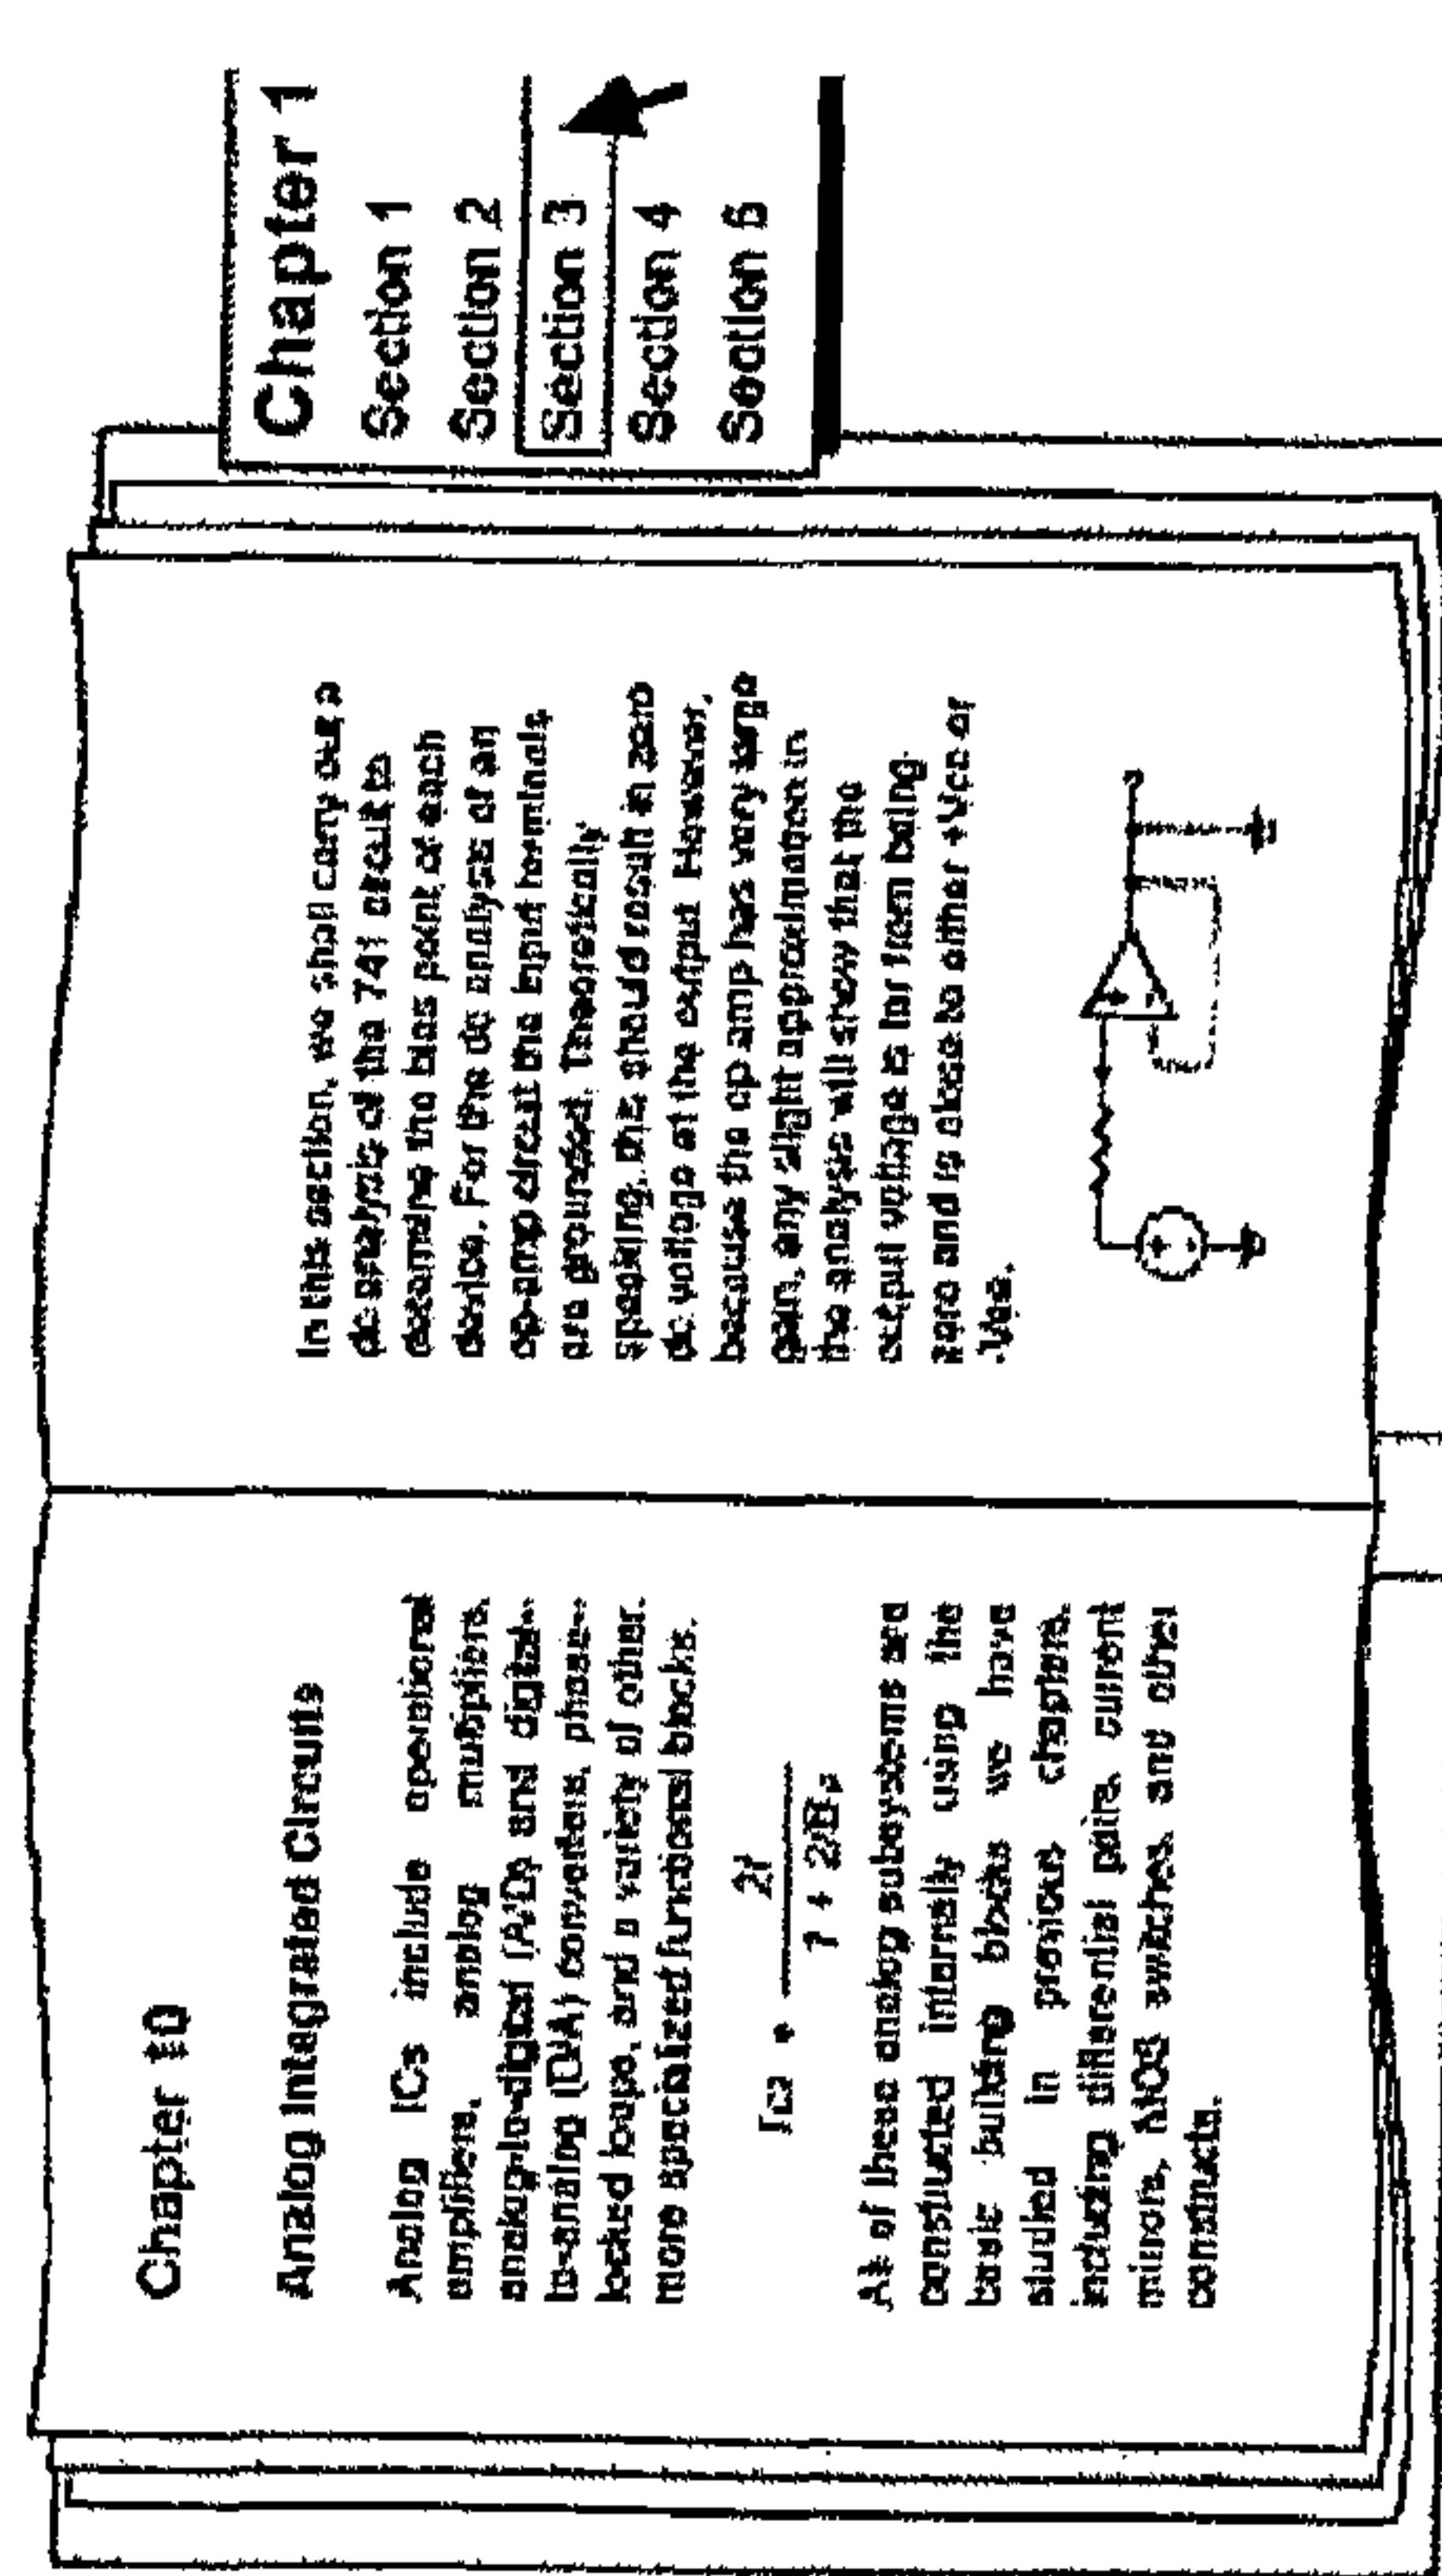 Chapter 10
Analog Integrated Circuits
Analog ICs include operational
amplifiers, analog multipliers,
analog-to-digital (A/D) and digital-
to-analog (D/A) converters, phase-
locked loops, and a variety of other,
more specialized functional blocks.
2I
1 + 2/B
All of these analog subsystems are
constructed internally using the
basic building blocks we have
studied in previous chapters,
including differential pairs, current
mirrors, MOS switches, and other
In this section, we shall carry out a
dc analysis of the 741 circuit to
determine the bias point of each
device. For the dc analysis of an
op-amp circuit the input terminals
are grounded. Theoretically
speaking, this should result in zero
dc voltage at the output. However,
because the op amp has very large
gain, any slight approximation in
the analysis will show that the
output voltage is far from being
zero and is close to either +Vcc or
-Vee.
Chapter 1
Section 1
Section 2
Section 3
Section 4
Section 5